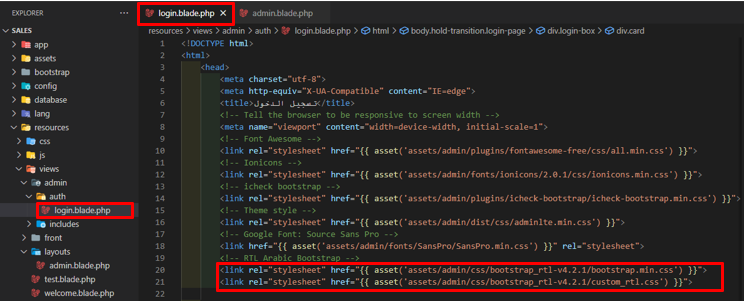 EXPLORER
SALES
app
assets
bootstrap
config
database
lang
resources
css
js
views
admin
auth
login.blade.php
includes
front
layouts
admin.blade.php
test.blade.php
welcome.blade.php
login.blade.php
admin.blade.php
resources > views > admin > auth > login.blade.php > html > body.hold-transition.login-page > div.login-box > div.card
1 <!DOCTYPE html>
2 <html>
3 <head>
4 <meta charset="utf-8">
5 <meta http-equiv="X-UA-Compatible" content="IE=edge">
6 <title>تسجيل الدخول</title>
7 <!-- Tell the browser to be responsive to screen width -->
8 <meta name="viewport" content="width=device-width, initial-scale=1">
9 <!-- Font Awesome -->
10 <link rel="stylesheet" href="{{ asset('assets/admin/plugins/fontawesome-free/css/all.min.css') }}">
11 <!-- Ionicons -->
12 <link rel="stylesheet" href="{{ asset('assets/admin/fonts/ionicons/2.0.1/css/ionicons.min.css') }}">
13 <!-- icheck bootstrap -->
14 <link rel="stylesheet" href="{{ asset('assets/admin/plugins/icheck-bootstrap/icheck-bootstrap.min.css') }}">
15 <!-- Theme style -->
16 <link rel="stylesheet" href="{{ asset('assets/admin/dist/css/adminlte.min.css') }}">
17 <!-- Google Font: Source Sans Pro -->
18 <link href="{{ asset('assets/admin/fonts/SansPro/SansPro.min.css') }}" rel="stylesheet">
19 <!-- RTL Arabic Bootstrap -->
20 <link rel="stylesheet" href="{{ asset('assets/admin/css/bootstrap_rtl-v4.2.1/bootstrap.min.css') }}">
21 <link rel="stylesheet" href="{{ asset('assets/admin/css/bootstrap_rtl-v4.2.1/custom_rtl.css') }}">
22